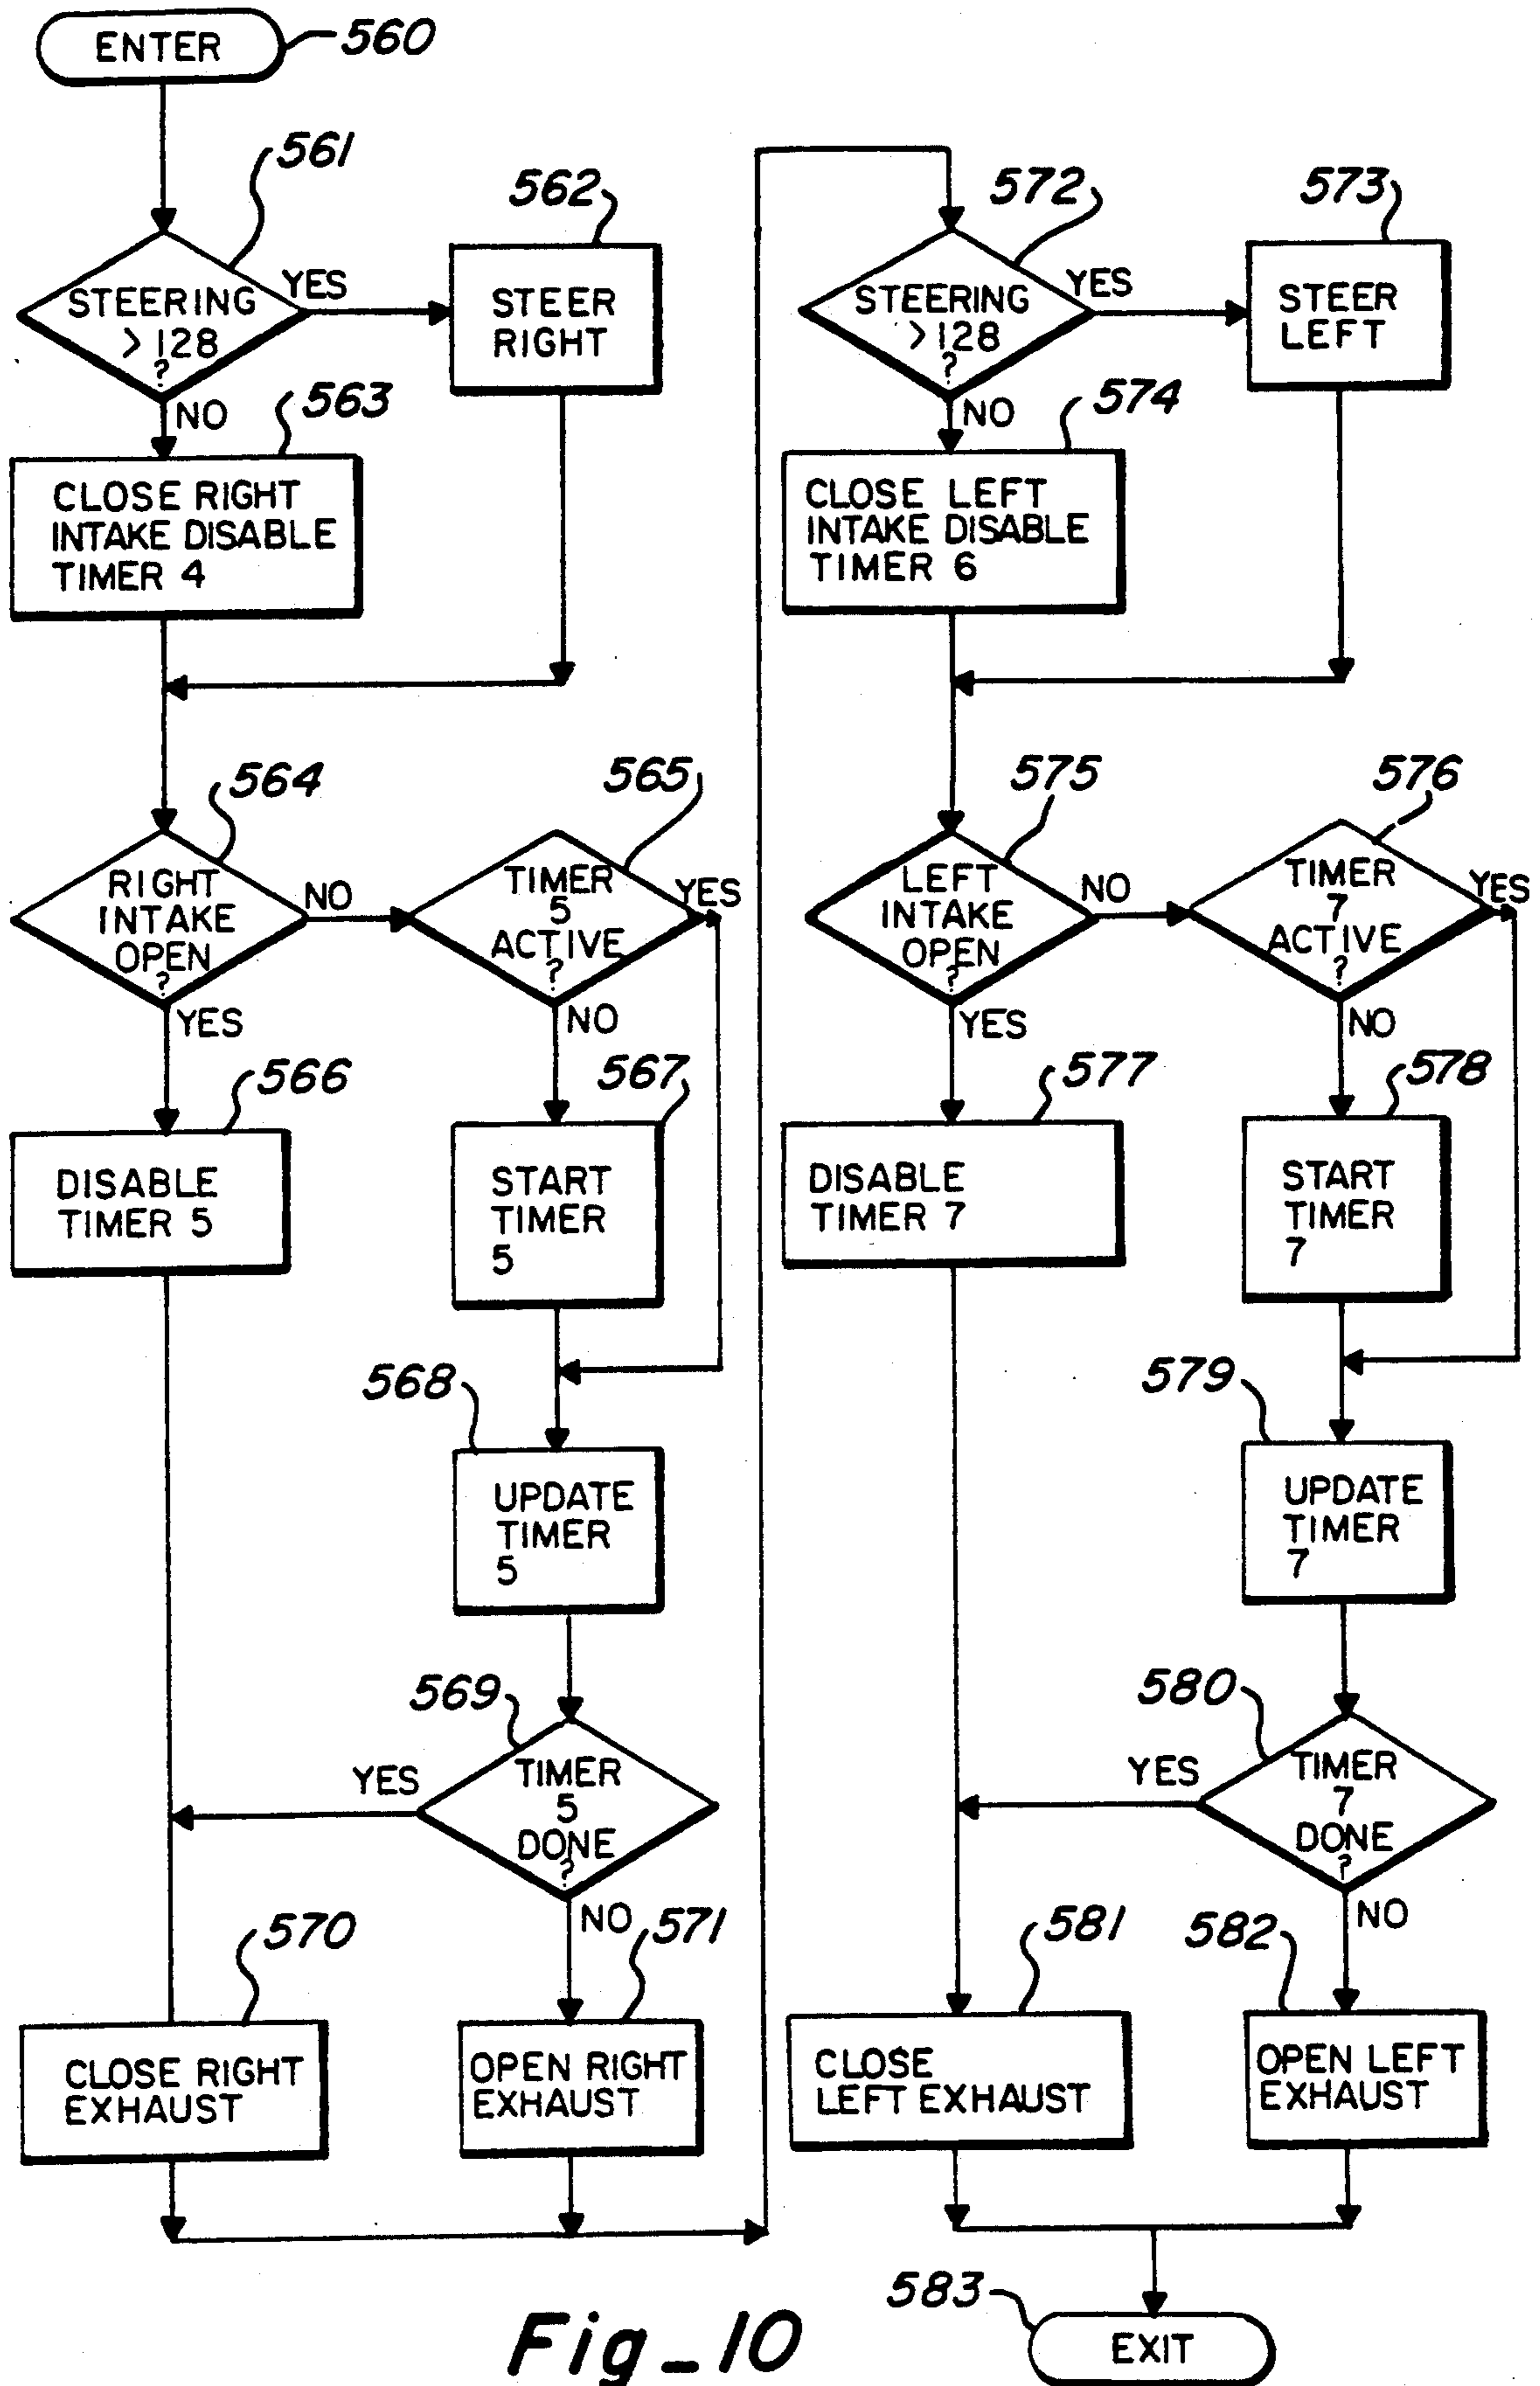 ENTER
560
561
STEERING
> 128
?
YES
NO
562
STEER
RIGHT
563
CLOSE RIGHT
INTAKE DISABLE
TIMER 4
564
RIGHT
INTAKE
OPEN
?
NO
YES
565
TIMER
5
ACTIVE
?
YES
NO
566
DISABLE
TIMER 5
567
START
TIMER
5
568
UPDATE
TIMER
5
569
TIMER
5
DONE
?
YES
NO
570
CLOSE RIGHT
EXHAUST
571
OPEN RIGHT
EXHAUST
572
STEERING
> 128
?
YES
NO
573
STEER
LEFT
574
CLOSE LEFT
INTAKE DISABLE
TIMER 6
575
LEFT
INTAKE
OPEN
?
NO
YES
576
TIMER
7
ACTIVE
?
YES
NO
577
DISABLE
TIMER 7
578
START
TIMER
7
579
UPDATE
TIMER
7
580
TIMER
7
DONE
?
YES
NO
581
CLOSE
LEFT EXHAUST
582
OPEN LEFT
EXHAUST
583
EXIT
Fig_10